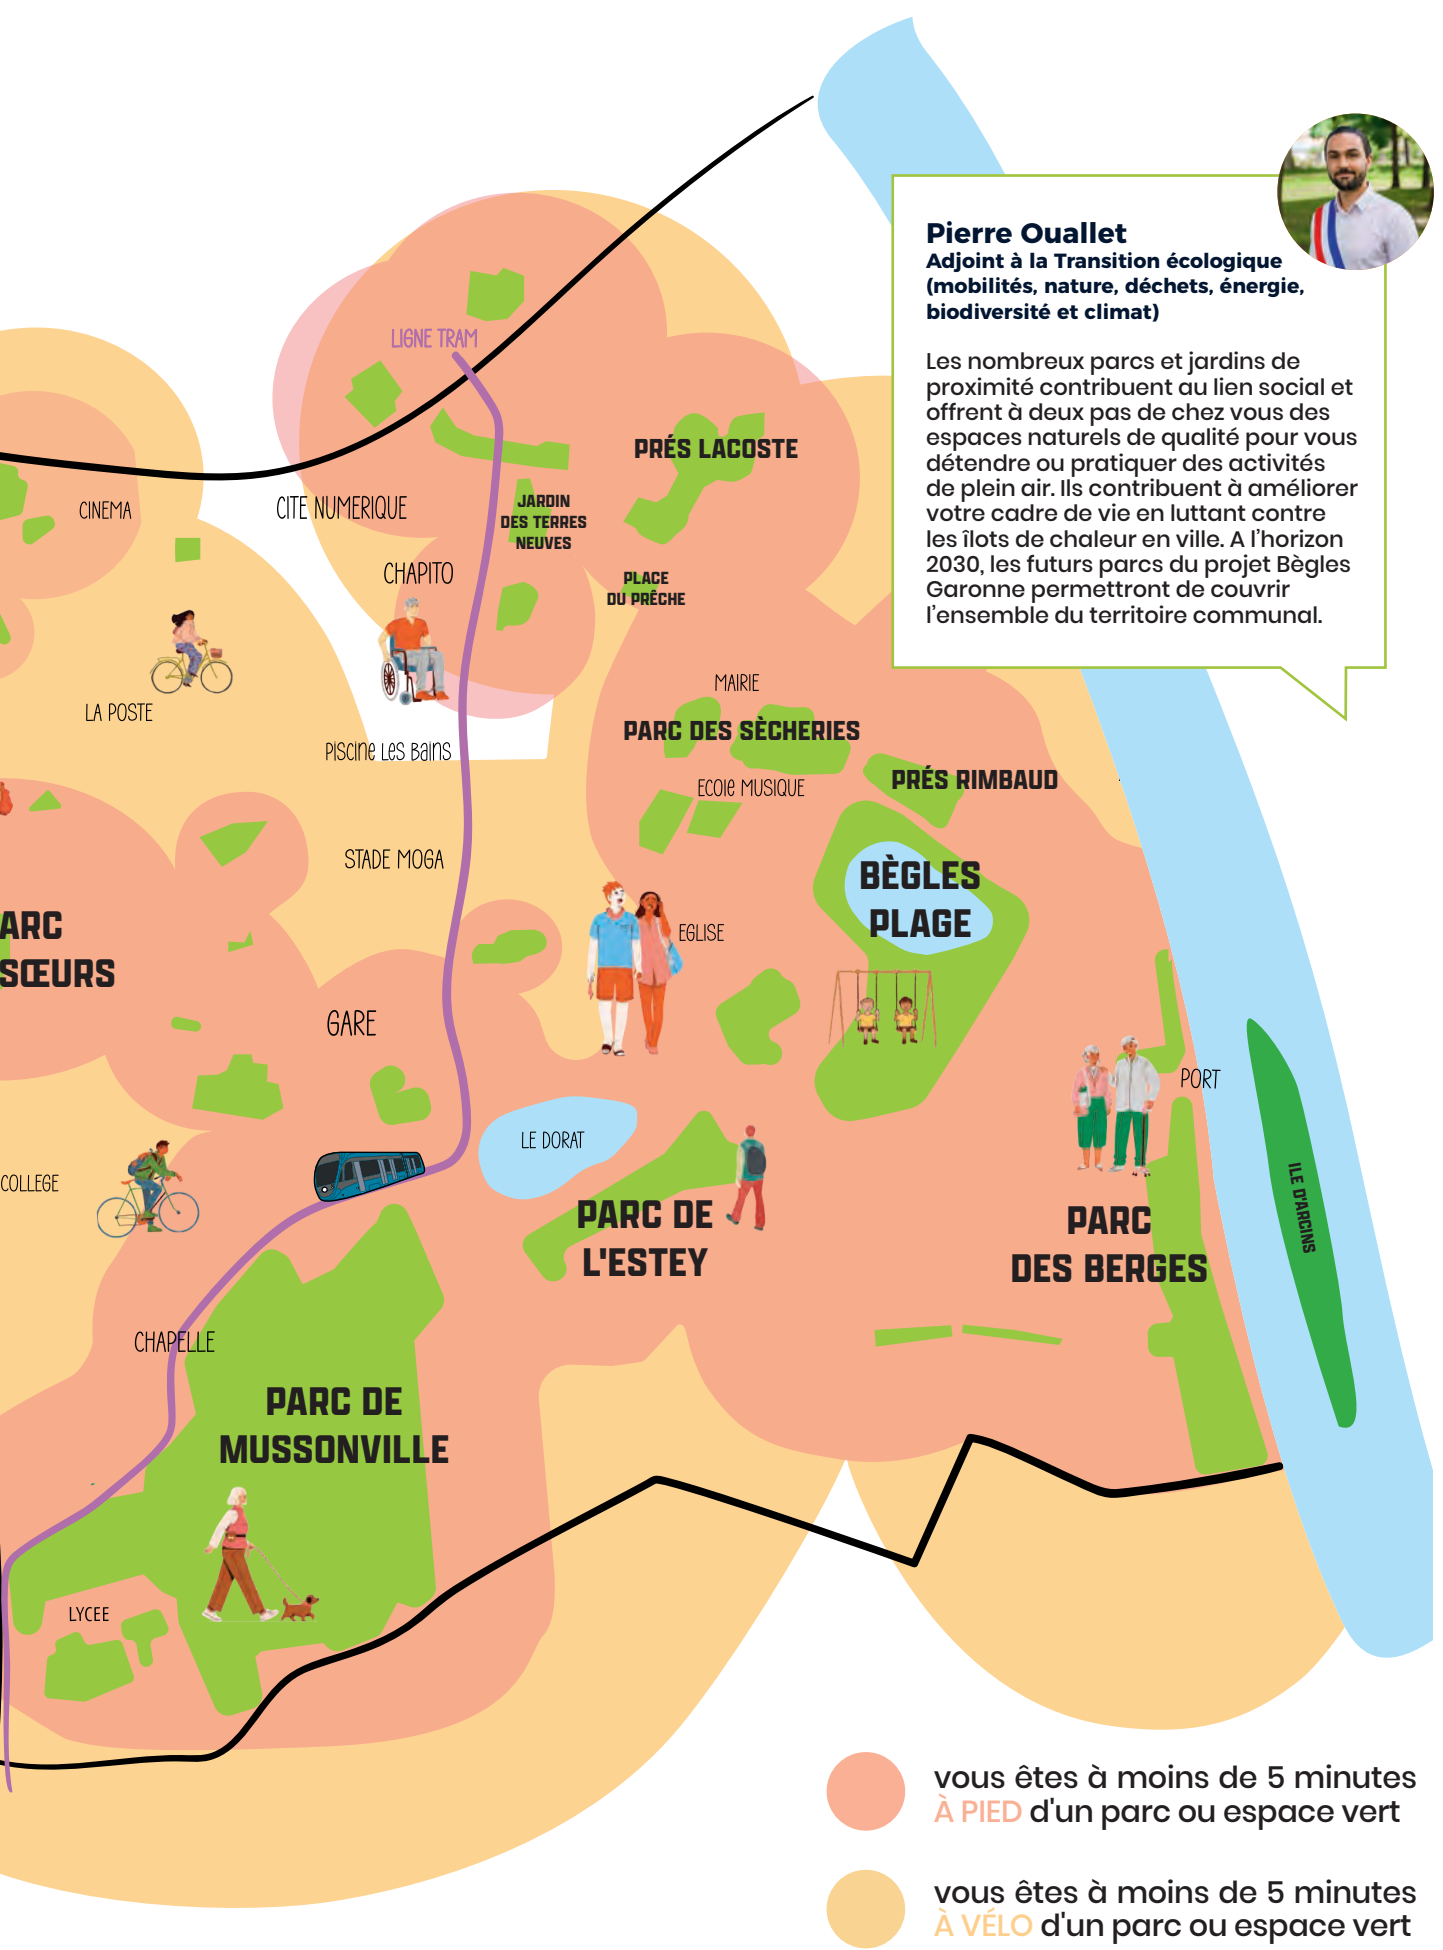 Pierre Ouallet
Adjoint à la Transition écologique
(mobilités, nature, déchets, énergie,
biodiversité et climat)
Les nombreux parcs et jardins de
proximité contribuent au lien social et
offrent à deux pas de chez vous des
espaces naturels de qualité pour vous
détendre ou pratiquer des activités
de plein air. Ils contribuent à améliorer
votre cadre de vie en luttant contre
les îlots de chaleur en ville. A l'horizon
2030, les futurs parcs du projet Bègles
Garonne permettront de couvrir
l'ensemble du territoire communal.
LIGNE TRAM
PRÉS LACOSTE
CINEMA
CITE NUMERIQUE
JARDIN
DES TERRES
NEUVES
CHAPITO
PLACE
DU PRÊCHE
MAIRIE
LA POSTE
PARC DES SÈCHERIES
PISCINE LES BAINS
PRÉS RIMBAUD
ECOLE MUSIQUE
STADE MOGA
BÈGLES
PLAGE
ARC
SŒURS
EGLISE
GARE
PORT
LE DORAT
COLLEGE
PARC DE
L'ESTEY
PARC
DES BERGES
ILE D'ARCINS
CHAPELLE
PARC DE
MUSSONVILLE
LYCEE
vous êtes à moins de 5 minutes
À PIED d'un parc ou espace vert
vous êtes à moins de 5 minutes
À VÉLO d'un parc ou espace vert